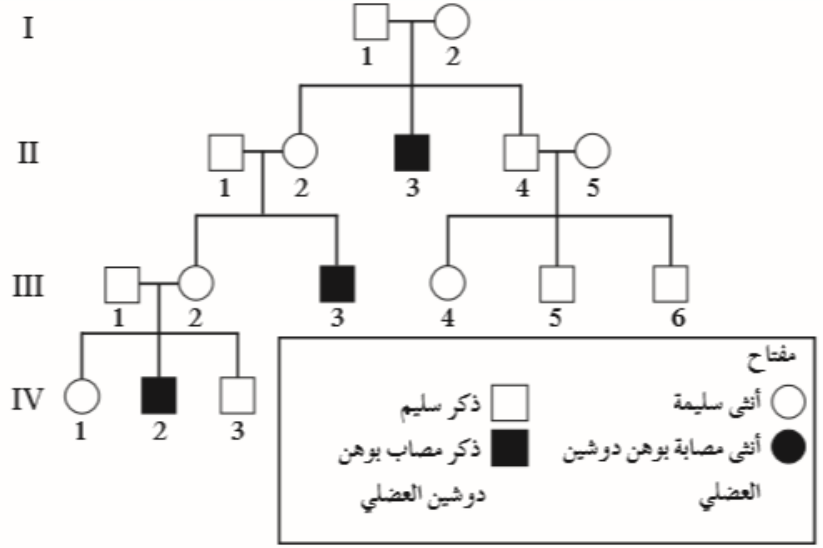 I
1 2
II
1 2 3 4 5
III
1 2 3 4 5 6
IV
1 2 3
مفتاح
أنثى سليمة
ذكر سليم
أنثى مصابة بوهن دوشين العضلي
ذكر مصاب بوهن دوشين العضلي